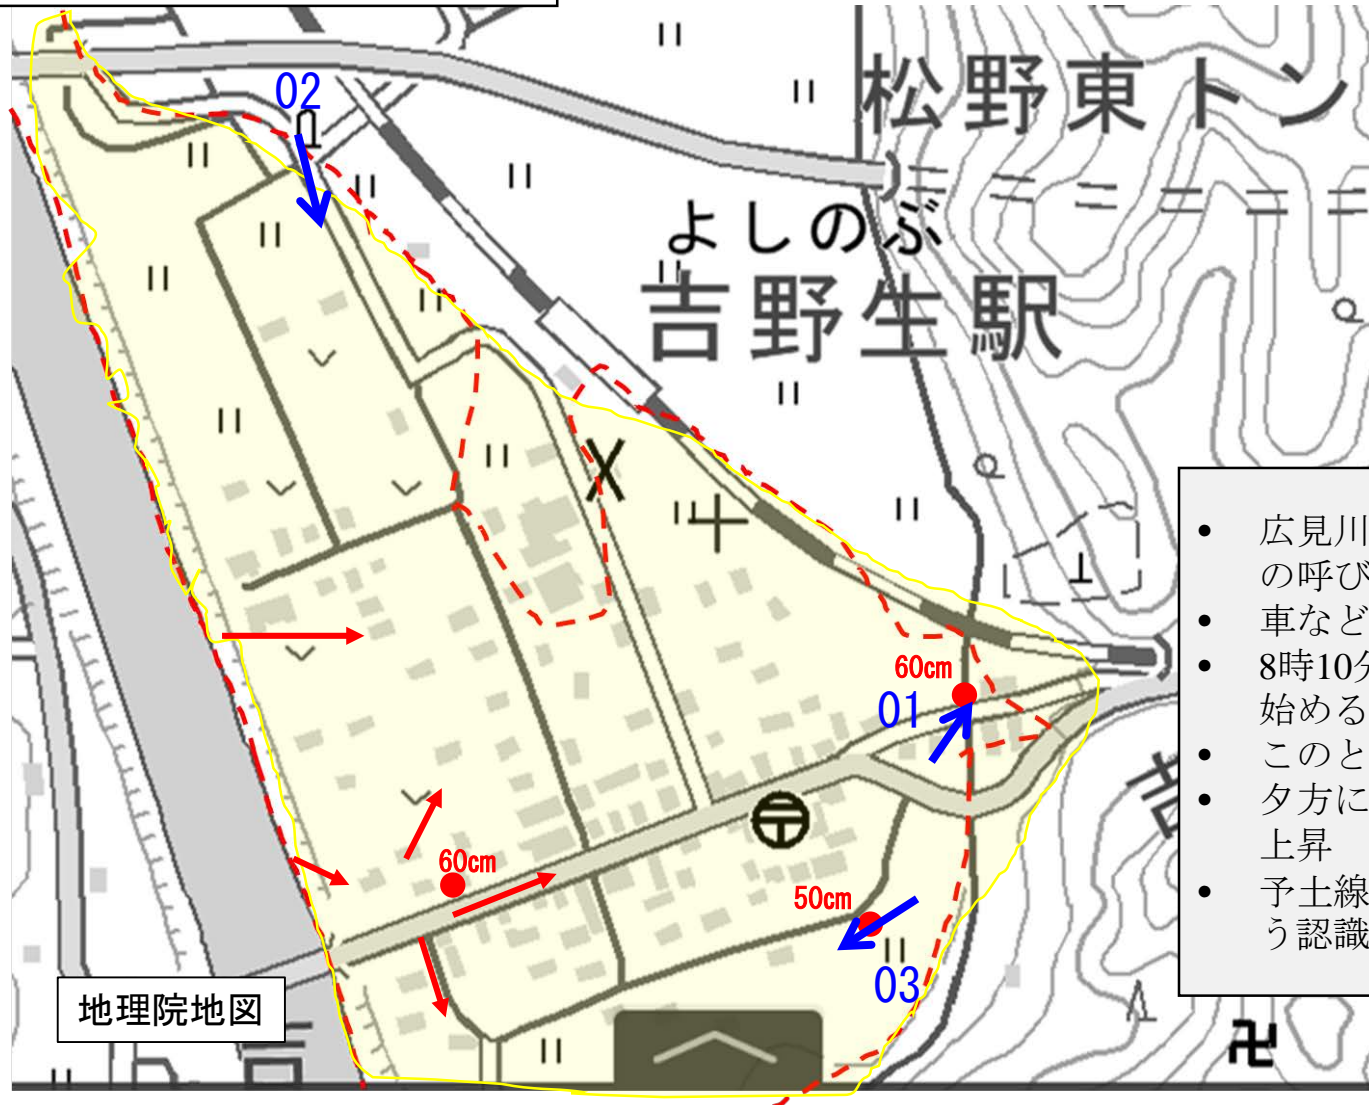 02
松野東トン
よしのぶ
吉野生駅
広見川
の呼び
車など
8時10分
始める
このと
夕方に
上昇
予土線
う認識
60cm
01
60cm
50cm
03
地理院地図